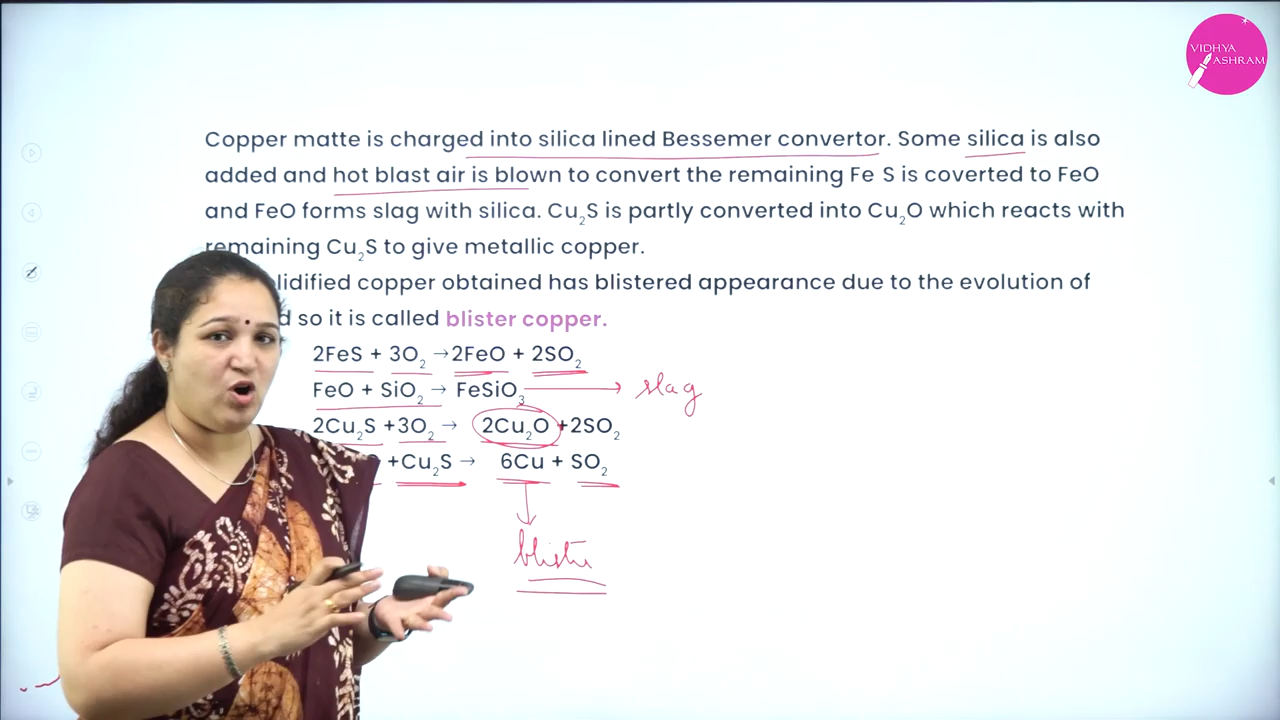 VIDHYA
ASHRAM
Copper matte is charged into silica lined Bessemer convertor. Some silica is also
added and hot blast air is blown to convert the remaining Fe S is coverted to FeO
and FeO forms slag with silica. Cu₂S is partly converted into Cu₂O which reacts with
remaining Cu₂S to give metallic copper.
lidified copper obtained has blistered appearance due to the evolution of
d so it is called blister copper.
2FeS + 3O₂ → 2FeO + 2SO₂
FeO + SiO₂ → FeSiO₃ slag
2Cu₂S +3O₂ → 2Cu₂O +2SO₂
+Cu₂S → 6Cu + SO₂